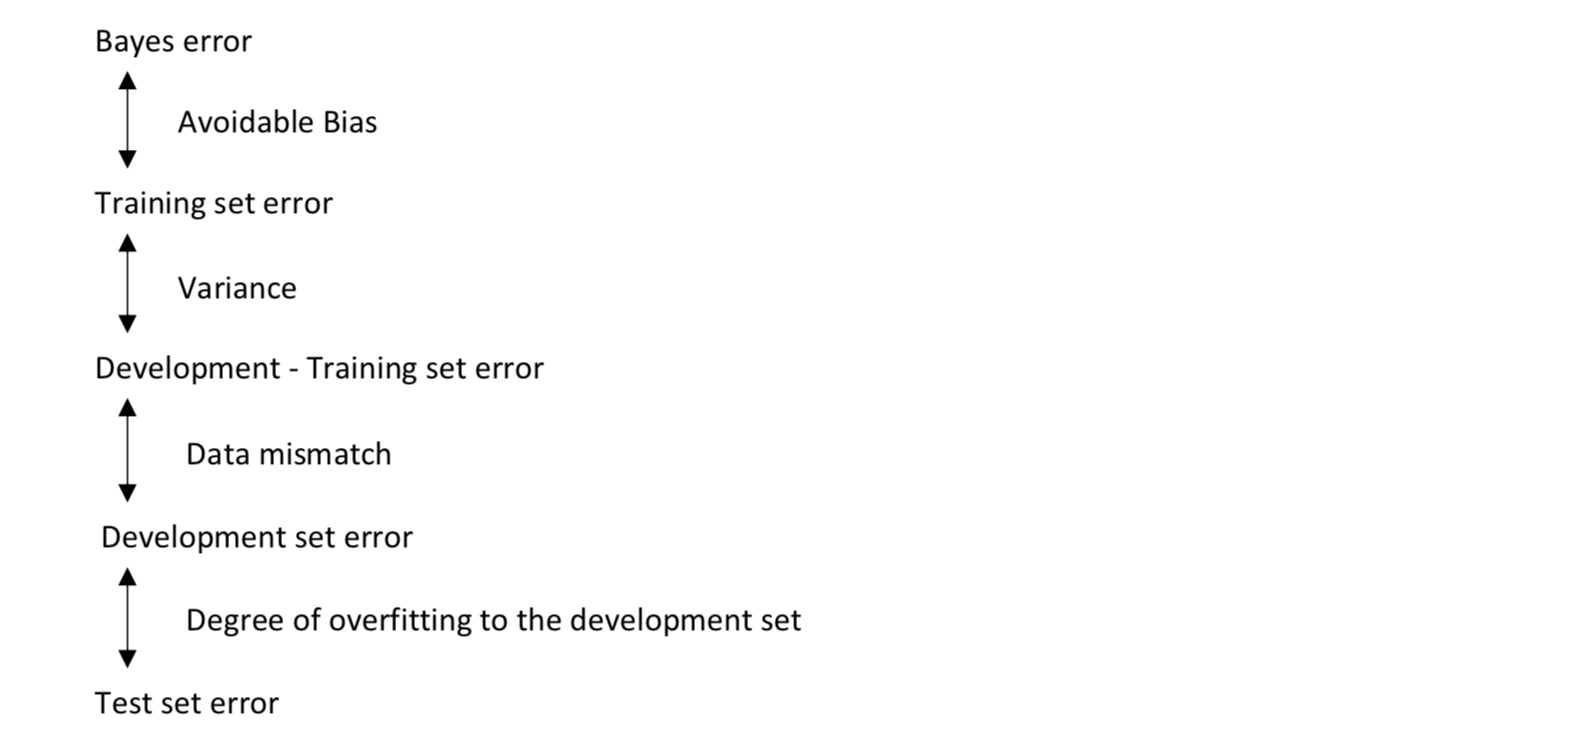 Bayes error
Avoidable Bias
Training set error
Variance
Development - Training set error
Data mismatch
Development set error
Degree of overfitting to the development set
Test set error